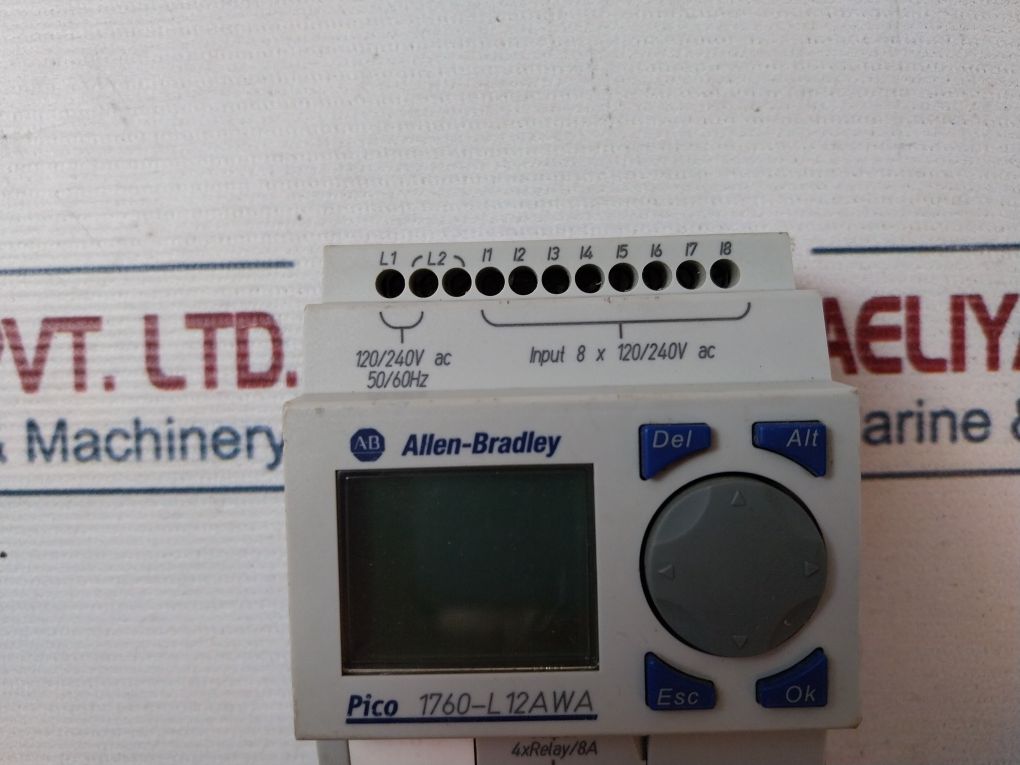 L1 L2 I1 I2 I3 I4 I5 I6 I7 I8
120/240V ac
50/60Hz
Input 8 x 120/240V ac
PVT. LTD.
& Machinery
AELIYA
arine &
AB Allen-Bradley
Del
Alt
Esc
Ok
Pico 1760-L12AWA
4xRelay/8A